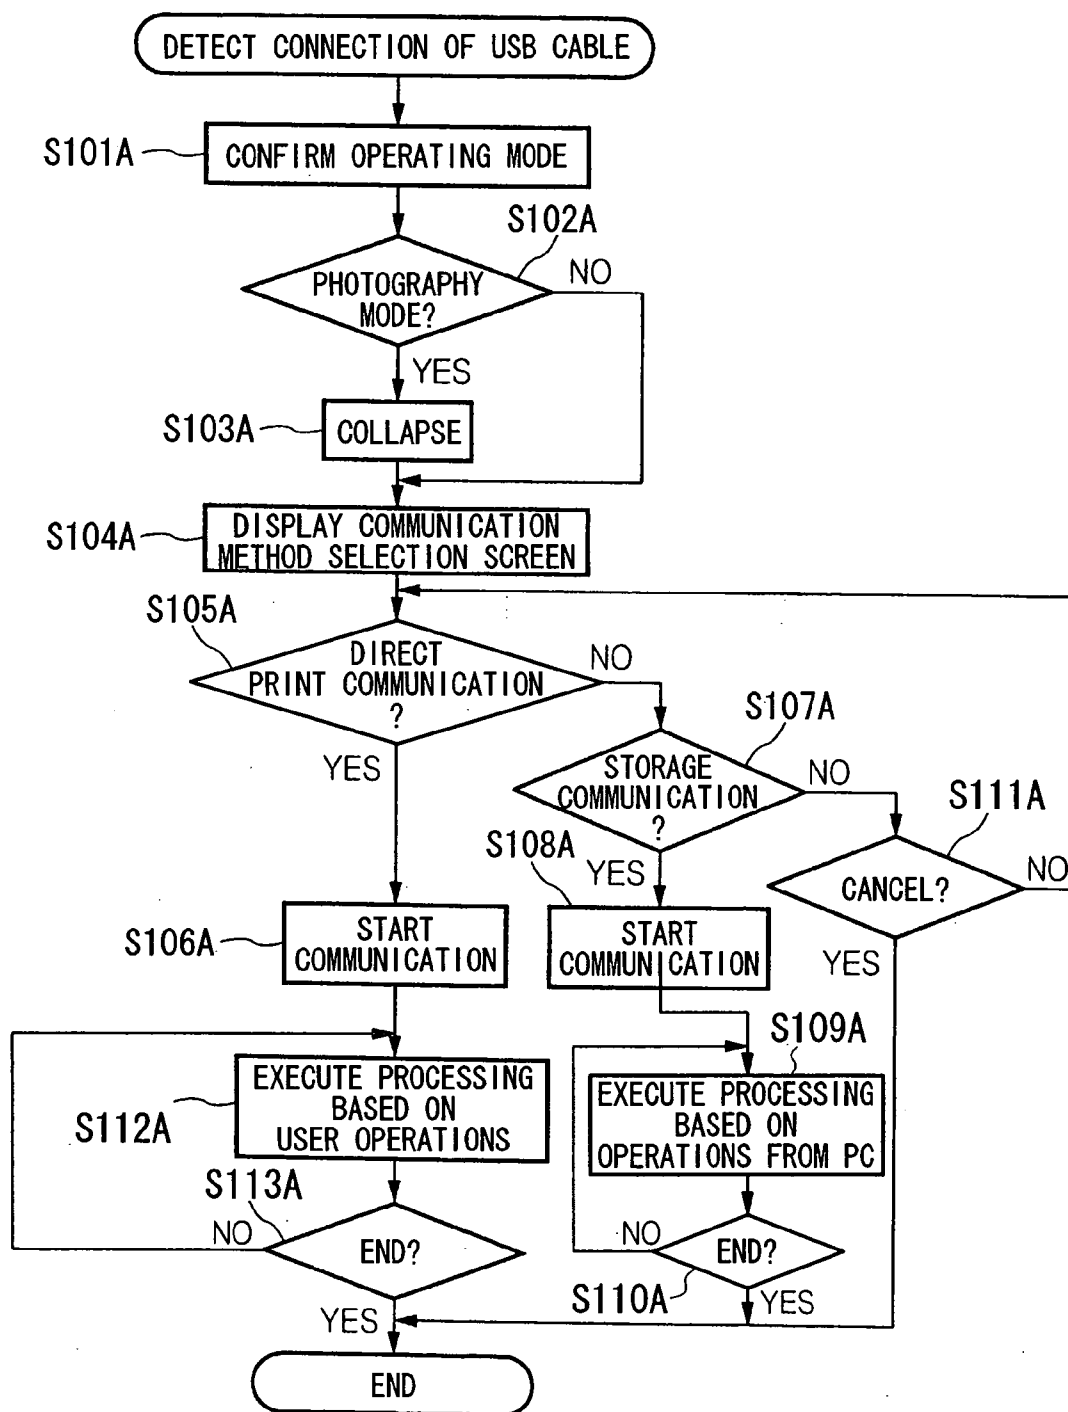 DETECT CONNECTION OF USB CABLE
S101A
CONFIRM OPERATING MODE
S102A
PHOTOGRAPHY
MODE?
NO
YES
S103A
COLLAPSE
S104A
DISPLAY COMMUNICATION
METHOD SELECTION SCREEN
S105A
DIRECT
PRINT COMMUNICATION
?
NO
YES
S107A
STORAGE
COMMUNICATION
?
NO
YES
S111A
CANCEL?
NO
YES
S106A
START
COMMUNICATION
S108A
START
COMMUNICATION
S112A
EXECUTE PROCESSING
BASED ON
USER OPERATIONS
S109A
EXECUTE PROCESSING
BASED ON
OPERATIONS FROM PC
S113A
END?
NO
YES
S110A
END?
NO
YES
END